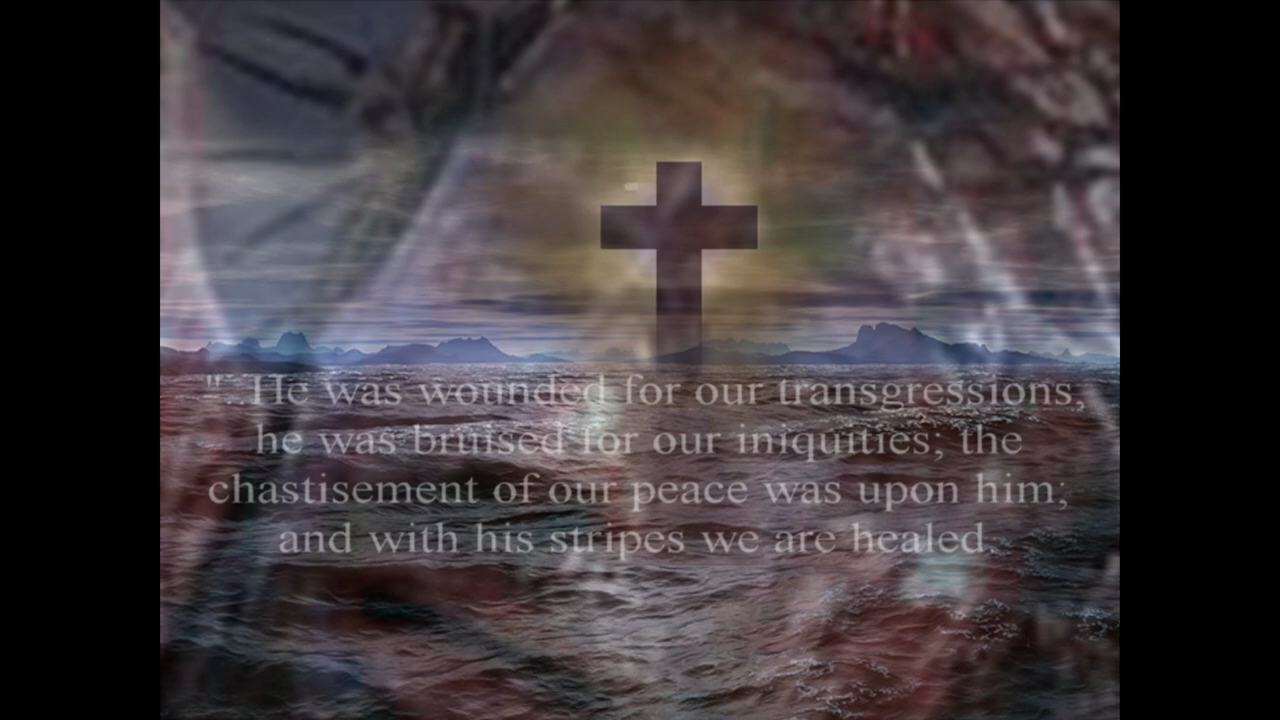 "...He was wounded for our transgressions,
he was bruised for our iniquities; the
chastisement of our peace was upon him;
and with his stripes we are healed.